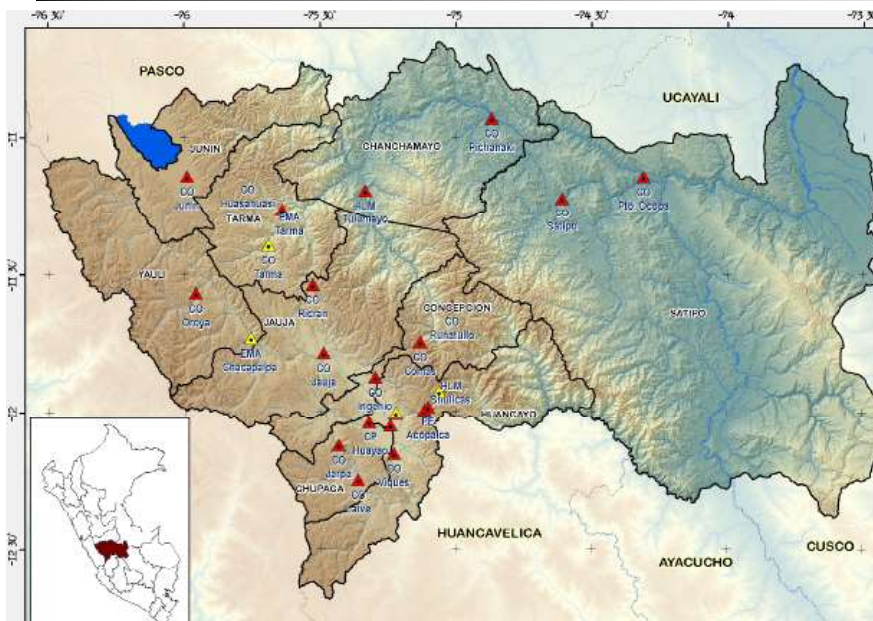 -76.30
-76
-75.30
-75
-74.30
-74
-73.30
PASCO
UCAYALI
-11
JUNIN
CHANCHAMAYO
CO
Pichanaki
CO
Junin
CO
Huasahuasi
TARMA
EMA
Tarma
HLM
Tulumayo
CO
Satipo
CO
Pto. Ocopa
CO
Tarma
-11.30
YAULI
CO
Oroya
CO
Ricran
JAUJA
CONCEPCION
CO
Runatullo
SATIPO
EMA
Chacapalpa
CO
Jauja
CO
Comas
CO
Ingenio
HLM
Shullcas
-12
HUANCAYO
PE
Acopalca
CP
Huayao
CO
Jarpa
CO
Viques
CHUPACA
CO
Laive
-12.30
HUANCAVELICA
AYACUCHO
CUSCO